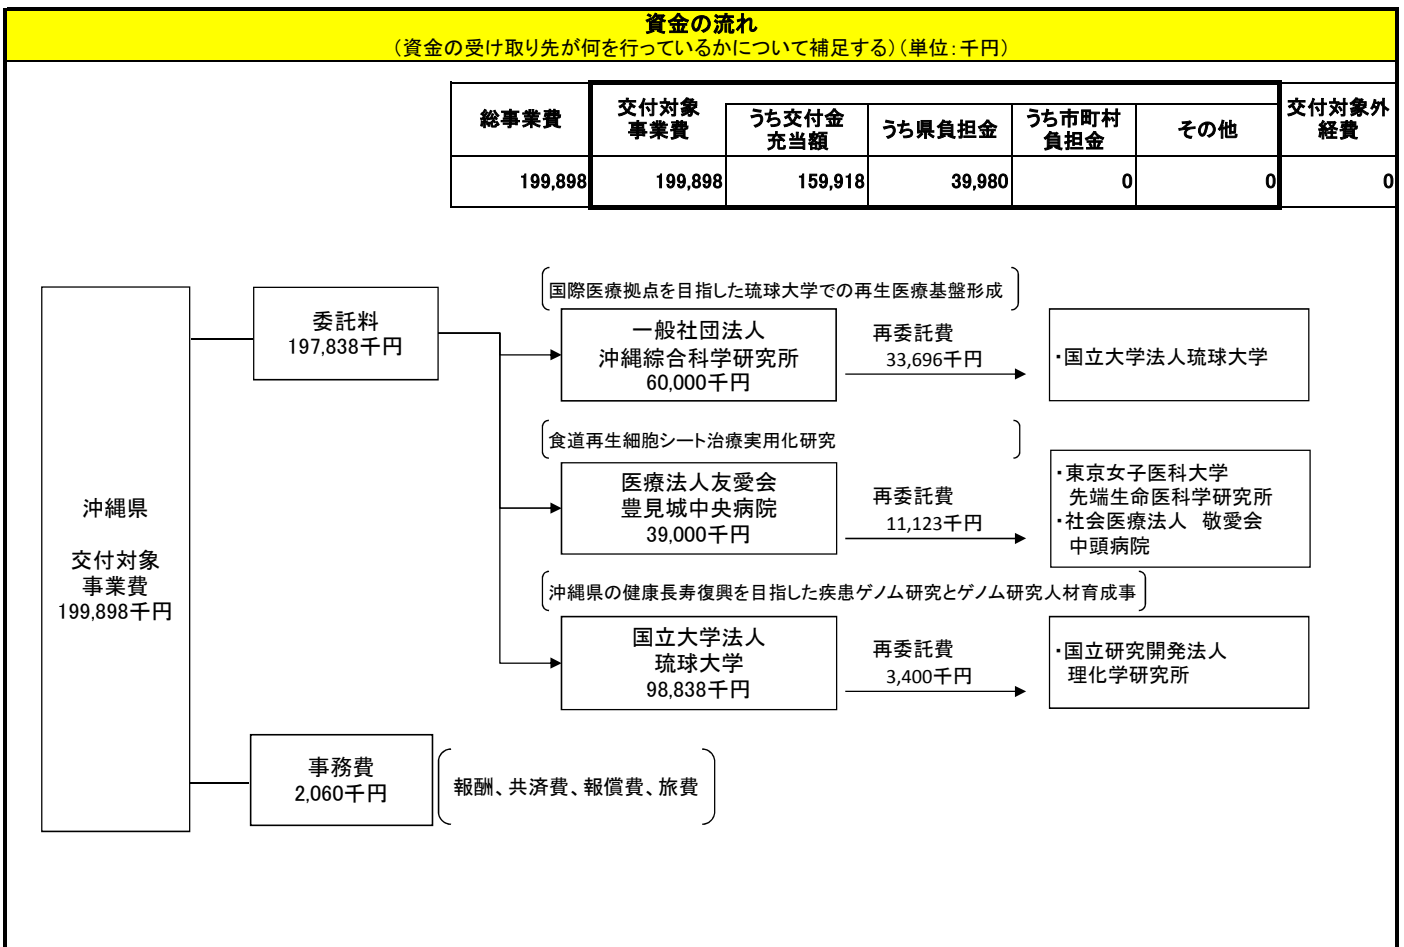 資金の流れ
（資金の受け取り先が何を行っているかについて補足する）（単位：千円）
総事業費
交付対象
事業費
うち交付金
充当額
うち県負担金
うち市町村
負担金
その他
交付対象外
経費
199,898
199,898
159,918
39,980
0
0
0
沖縄県
交付対象
事業費
199,898千円
委託料
197,838千円
国際医療拠点を目指した琉球大学での再生医療基盤形成
一般社団法人
沖縄綜合科学研究所
60,000千円
再委託費
33,696千円
・国立大学法人琉球大学
食道再生細胞シート治療実用化研究
医療法人友愛会
豊見城中央病院
39,000千円
再委託費
11,123千円
・東京女子医科大学
先端生命医科学研究所
・社会医療法人　敬愛会
中頭病院
沖縄県の健康長寿復興を目指した疾患ゲノム研究とゲノム研究人材育成事
国立大学法人
琉球大学
98,838千円
再委託費
3,400千円
・国立研究開発法人
理化学研究所
事務費
2,060千円
報酬、共済費、報償費、旅費